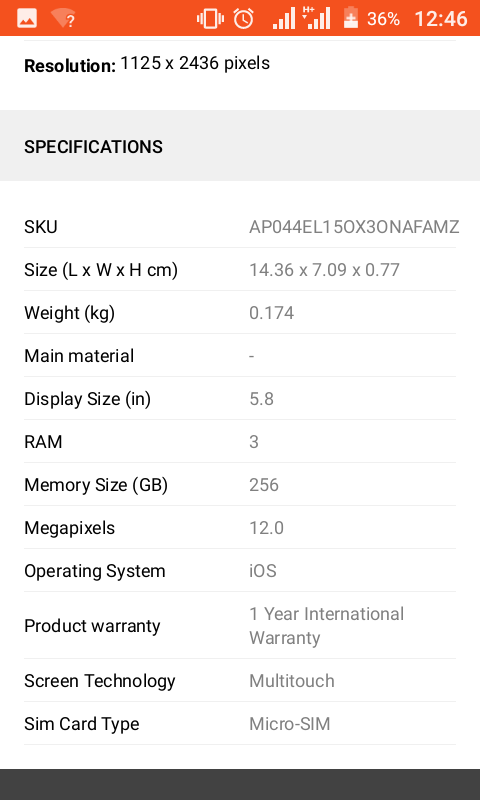 ? H+ 36% 12:46
Resolution: 1125 x 2436 pixels
SPECIFICATIONS
SKU AP044EL15OX3ONAFAMZ
Size (L x W x H cm) 14.36 x 7.09 x 0.77
Weight (kg) 0.174
Main material -
Display Size (in) 5.8
RAM 3
Memory Size (GB) 256
Megapixels 12.0
Operating System iOS
Product warranty 1 Year International
Warranty
Screen Technology Multitouch
Sim Card Type Micro-SIM